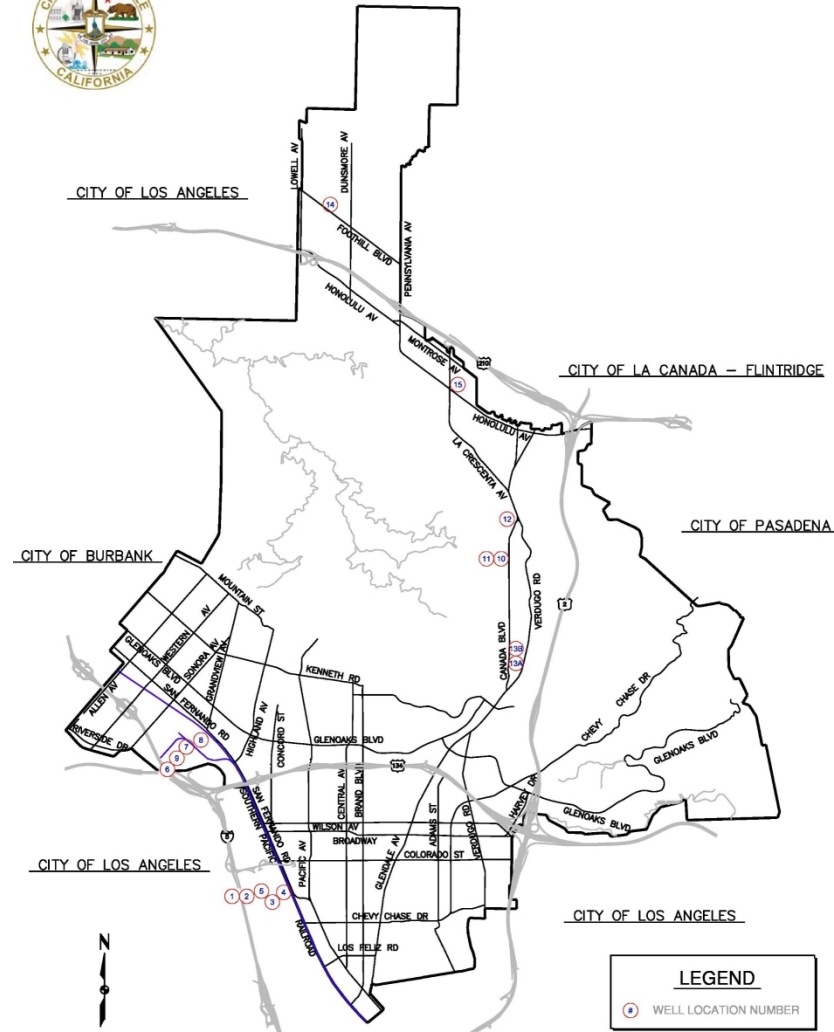 CALIFORNIA
CITY OF LOS ANGELES
LOWELL AV
DUNSMORE AV
14
FOOTHILL BLVD
PENNSYLVANIA AV
HONOLULU AV
MONTROSE AV
210
15
CITY OF LA CANADA – FLINTRIDGE
HONOLULU AV
LA CRESCENTA AV
12
CITY OF PASADENA
11
10
CITY OF BURBANK
MOUNTAIN ST
VERDUGO RD
2
CANADA BLVD
13B
13A
WESTERN AV
SONORA AV
GRANDVIEW AV
GLENOAKS BLVD
ALLEN AV
SAN FERNANDO RD
RIVERSIDE DR
KENNETH RD
HIGHLAND AV
CONCORD ST
CHEVY CHASE DR
8
7
9
6
GLENOAKS BLVD
GLENOAKS BLVD
134
CENTRAL AV
BRAND BLVD
HARVEY DR
GLENOAKS BLVD
SAN FERNANDO RD
SOUTHERN PACIFIC
RAILROAD
5
WILSON AV
BROADWAY
COLORADO ST
PACIFIC AV
GLENDALE AV
ADAMS ST
VERDUGO RD
CITY OF LOS ANGELES
1
2
5
3
4
CHEVY CHASE DR
LOS FELIZ RD
CITY OF LOS ANGELES
N
LEGEND
# WELL LOCATION NUMBER